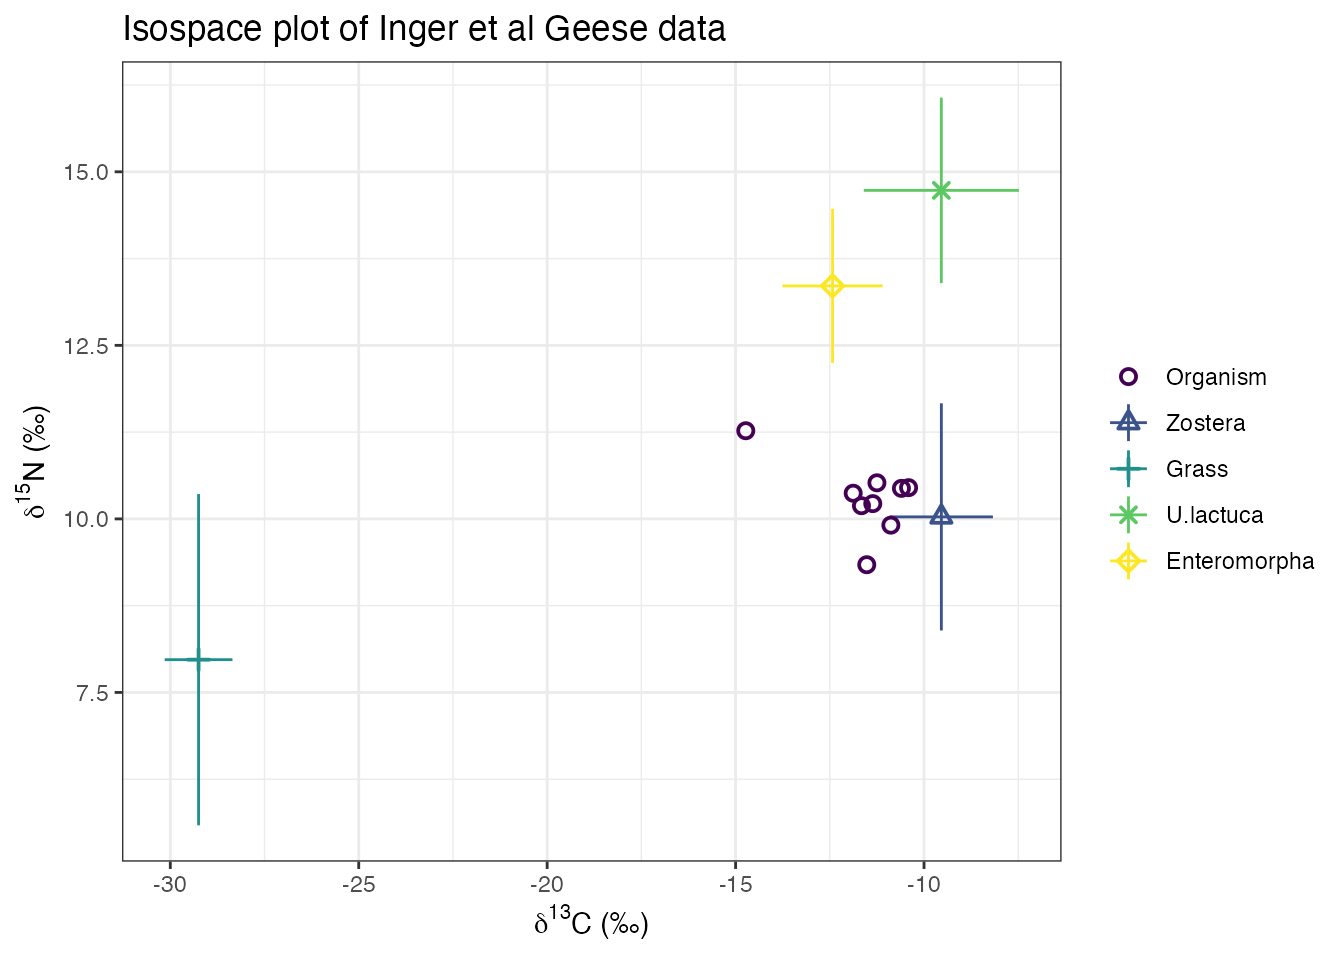 Isospace plot of Inger et al Geese data
15.0
12.5
10.0
7.5
δ¹⁵N (‰)
-30 -25 -20 -15 -10
δ¹³C (‰)
Organism
Zostera
Grass
U.lactuca
Enteromorpha